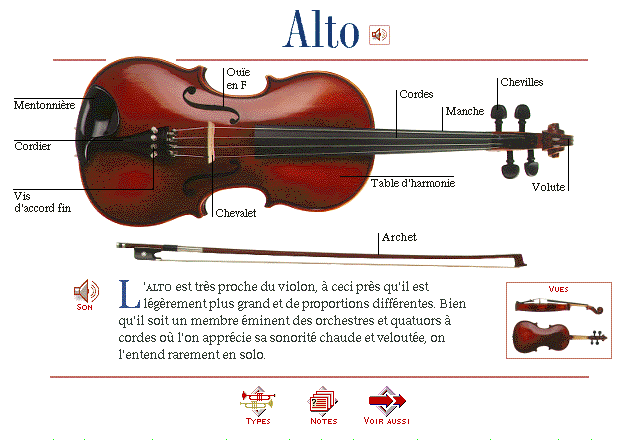 Alto
Ouïe
en F
Chevilles
Cordes
Manche
Mentonnière
Cordier
Table d'harmonie
Volute
Vis
d'accord fin
Chevalet
Archet
Son
L'ALTO est très proche du violon, à ceci près qu'il est
légèrement plus grand et de proportions différentes. Bien
qu'il soit un membre éminent des orchestres et quatuors à
cordes où l'on apprécie sa sonorité chaude et veloutée, on
l'entend rarement en solo.
VUES
TYPES
NOTES
VOIR AUSSI